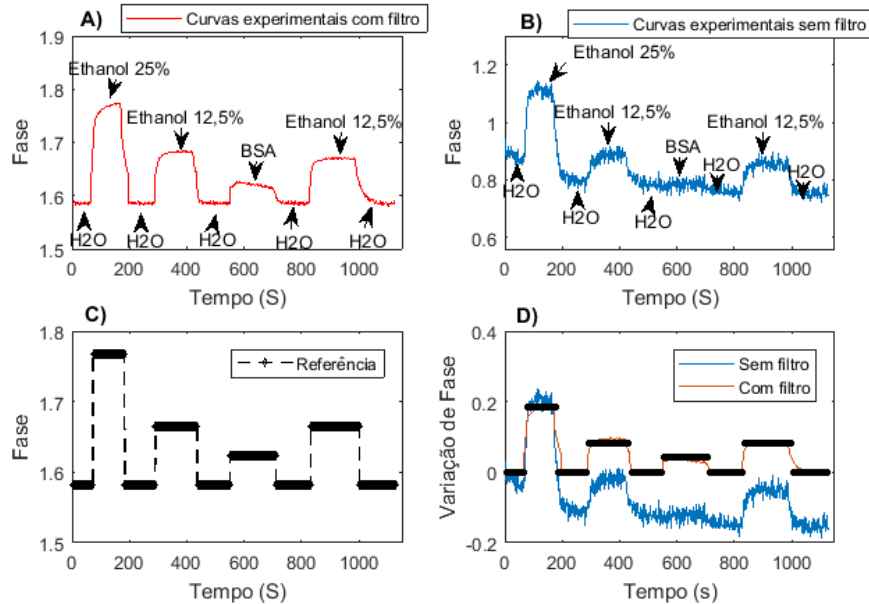 A)
Curvas experimentais com filtro
1.9
1.8
1.7
1.6
1.5
Fase
Ethanol 25%
Ethanol 12,5%
BSA
Ethanol 12,5%
H2O
H2O
H2O
H2O
H2O
0 200 400 600 800 1000
Tempo (S)
B)
Curvas experimentais sem filtro
1.2
1
0.8
0.6
Fase
Ethanol 25%
Ethanol 12,5%
BSA
Ethanol 12,5%
H2O
H2O
H2O
H2O
H2O
0 200 400 600 800 1000
Tempo (S)
C)
Referência
1.8
1.7
1.6
1.5
Fase
0 200 400 600 800 1000
Tempo (S)
D)
Sem filtro
Com filtro
0.4
0.2
0
-0.2
Variação de Fase
0 200 400 600 800 1000
Tempo (s)